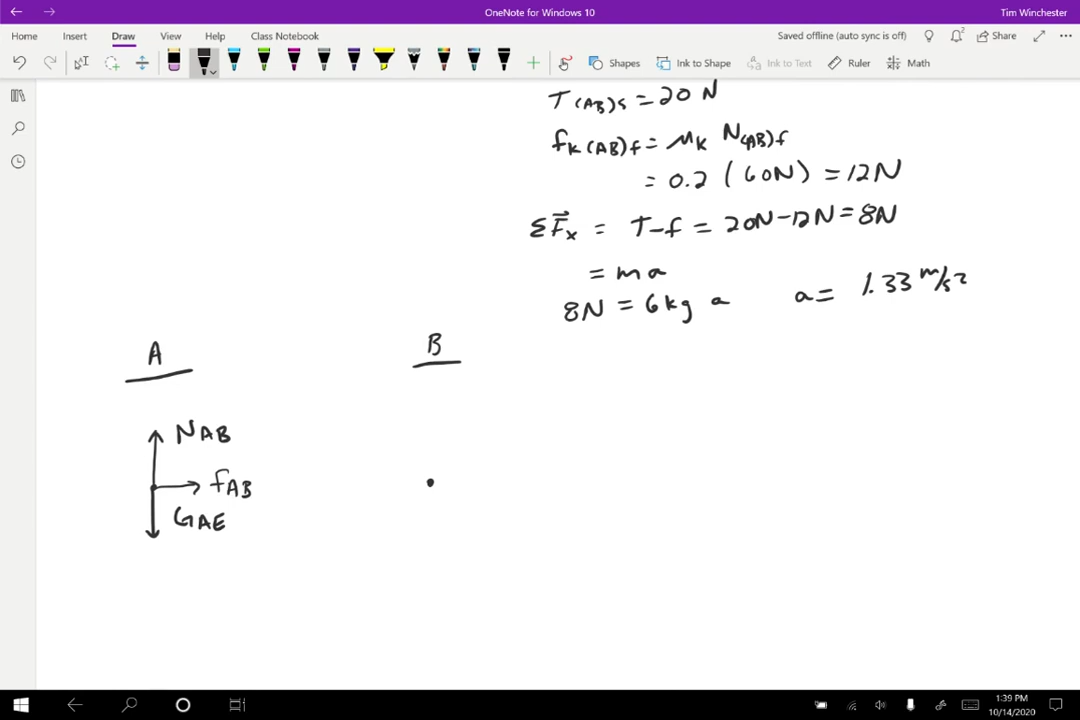 OneNote for Windows 10
Tim Winchester
Home Insert Draw View Help Class Notebook
Saved offline (auto sync is off) Share
Shapes Ink to Shape Ink to Text Ruler Math
T(AB)s = 20 N
fk(AB)f = μk N(AB)f
= 0.2 (60N) = 12N
ΣF⃗x = T-f = 20N-12N = 8N
= ma
8N = 6kg a a = 1.33 m/s²
A B
NAB
fAB
GAE
1:39 PM
10/14/2020